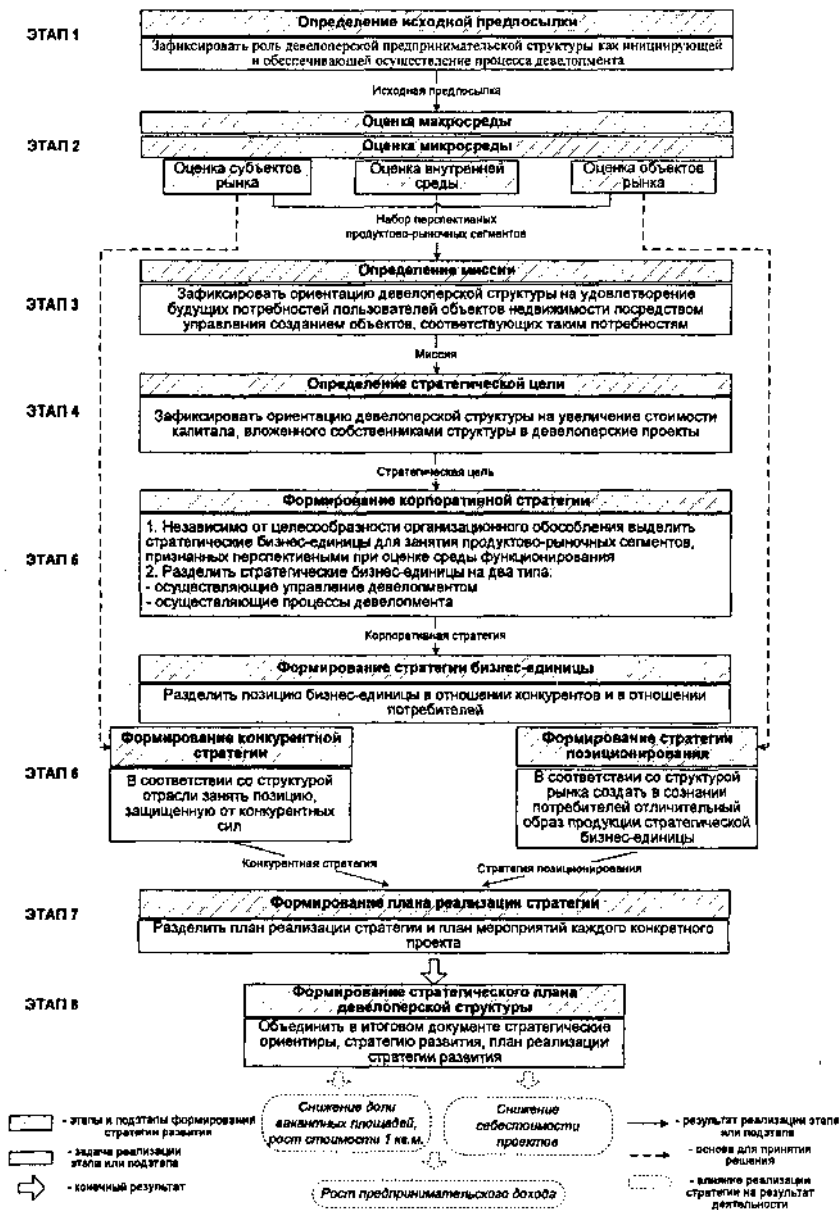 ЭТАП 1
Определение исходной предпосылки
Зафиксировать роль девелоперской предпринимательской структуры как инициирующей
и обеспечивающей осуществление процесса девелопмента
Исходная предпосылка
ЭТАП 2
Оценка макросреды
Оценка микросреды
Оценка субъектов
рынка
Оценка внутренней
среды
Оценка объектов
рынка
Набор перспективных
продуктово-рыночных сегментов
ЭТАП 3
Определение миссии
Зафиксировать ориентацию девелоперской структуры на удовлетворение
будущих потребностей пользователей объектов недвижимости посредством
управления созданием объектов, соответствующих таким потребностям
Миссия
ЭТАП 4
Определение стратегической цели
Зафиксировать ориентацию девелоперской структуры на увеличение стоимости
капитала, вложенного собственниками структуры в девелоперские проекты
Стратегическая цель
ЭТАП 5
Формирование корпоративной стратегии
1. Независимо от целесообразности организационного обособления выделить
стратегические бизнес-единицы для занятия продуктово-рыночных сегментов,
признанных перспективными при оценке среды функционирования
2. Разделить стратегические бизнес-единицы на два типа:
- осуществляющие управление девелопментом
- осуществляющие процессы девелопмента
Корпоративная стратегия
Формирование стратегии бизнес-единицы
Разделить позицию бизнес-единицы в отношении конкурентов и в отношении
потребителей
ЭТАП 6
Формирование конкурентной
стратегии
В соответствии со структурой
отрасли занять позицию,
защищенную от конкурентных
сил
Формирование стратегии
позиционирования
В соответствии со структурой
рынка создать в сознании
потребителей отличительный
образ продукции стратегической
бизнес-единицы
Конкурентная стратегия
Стратегия позиционирования
ЭТАП 7
Формирование плана реализации стратегии
Разделить план реализации стратегии и план мероприятий каждого конкретного
проекта
ЭТАП 8
Формирование стратегического плана
девелоперской структуры
Объединить в итоговом документе стратегические
ориентиры, стратегию развития, план реализации
стратегии развития
Снижение доли
вакантных площадей,
рост стоимости 1 кв.м.
Снижение
себестоимости
проектов
Рост предпринимательского дохода
- этапы и подэтапы формирования
стратегии развития
- задача реализации
этапа или подэтапа
- конечный результат
- результат реализации этапа
или подэтапа
- основа для принятия
решения
- влияние реализации
стратегии на результат
деятельности